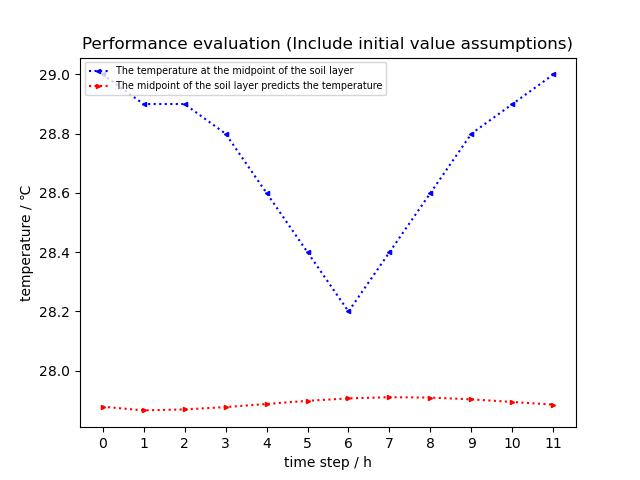 Performance evaluation (Include initial value assumptions)
The temperature at the midpoint of the soil layer
The midpoint of the soil layer predicts the temperature
temperature / ℃
29.0
28.8
28.6
28.4
28.2
28.0
0 1 2 3 4 5 6 7 8 9 10 11
time step / h